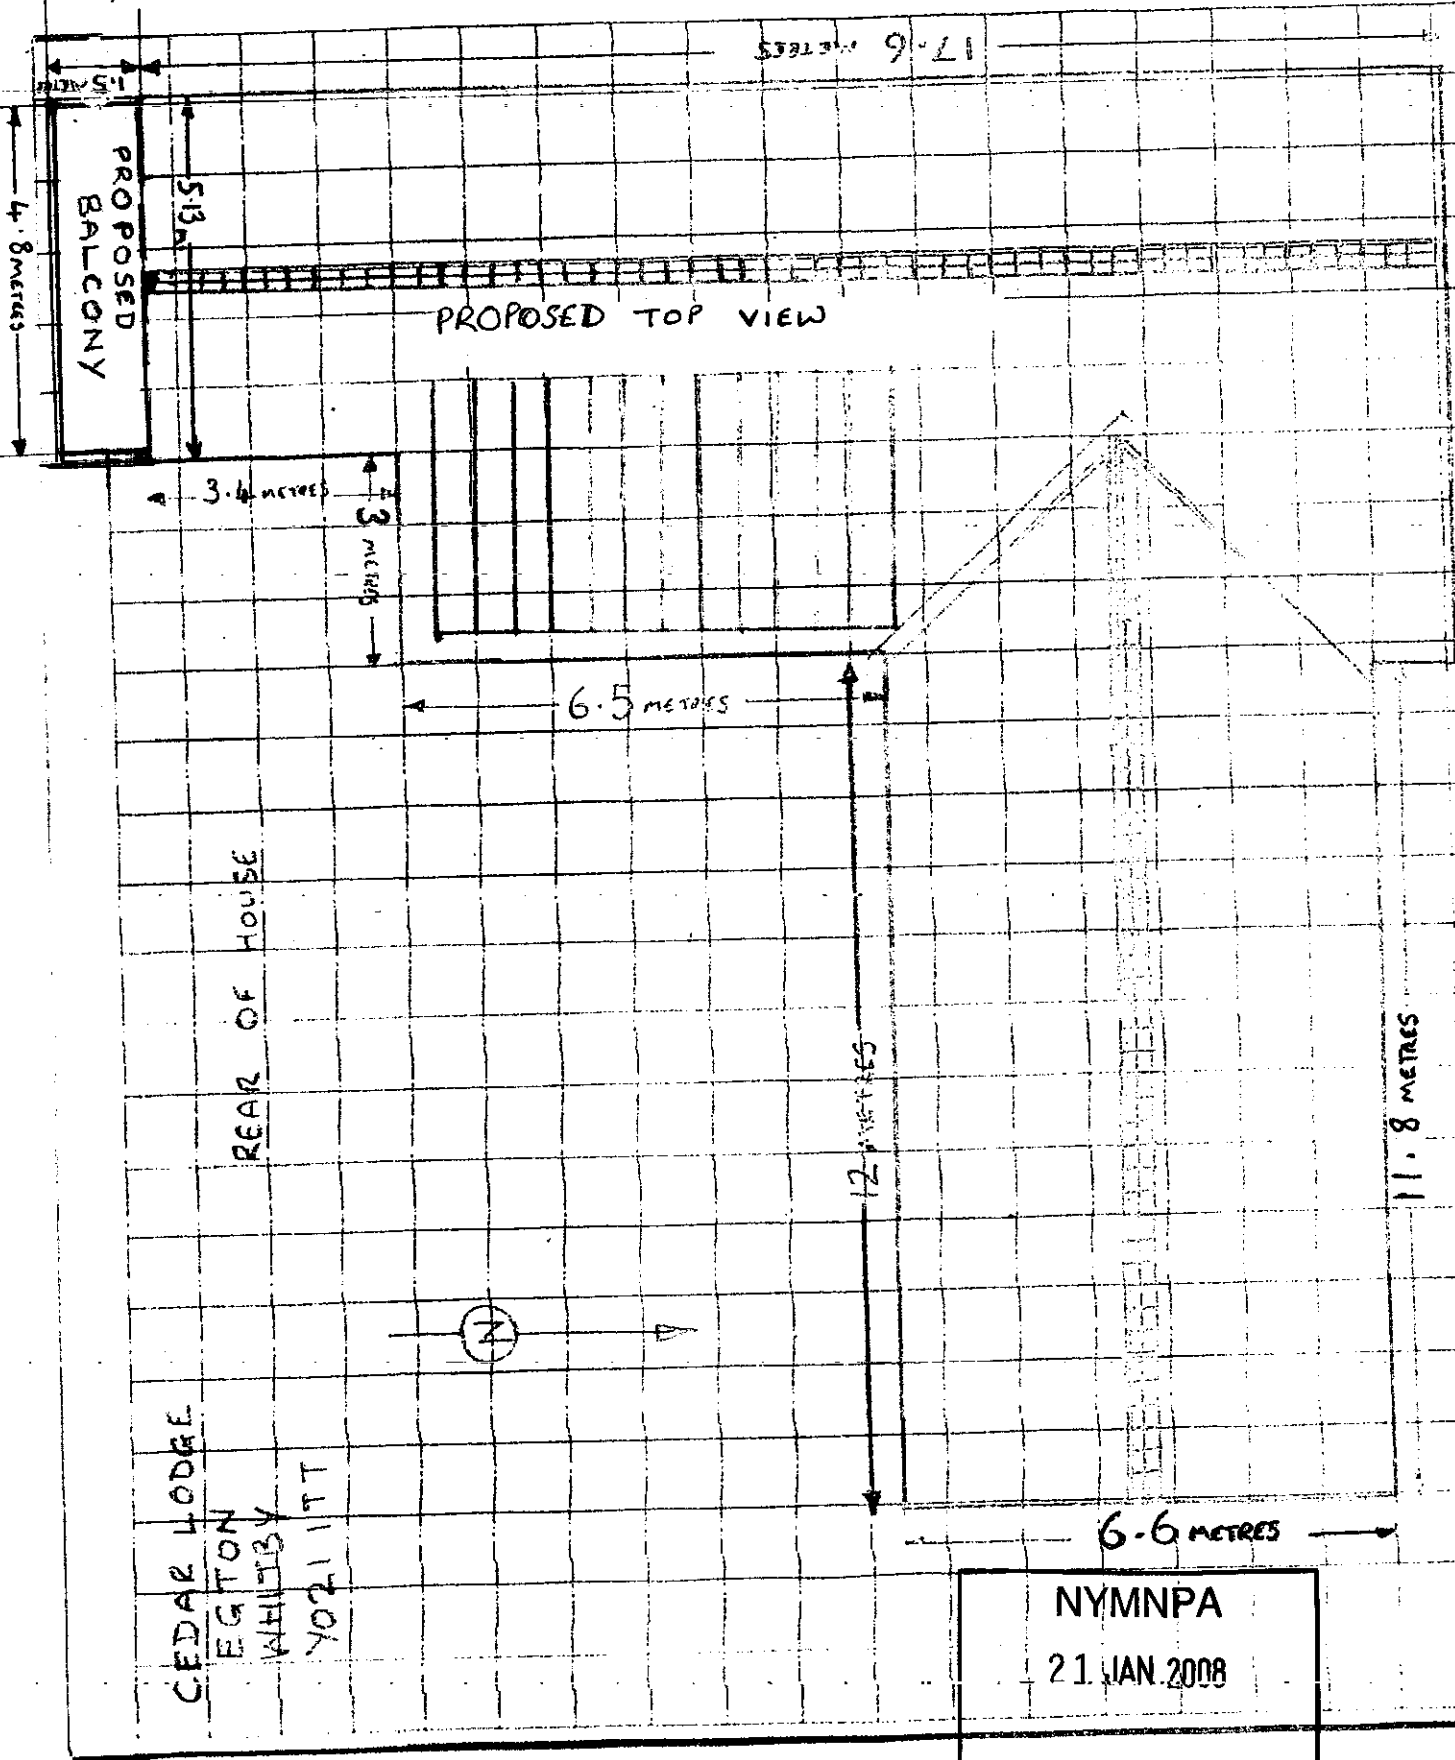 17.6 METRES
1.5 METRE
PROPOSED
BALCONY
4.8 METRES
5.13 m
PROPOSED TOP VIEW
3.4 METRES
3 METRES
6.5 METRES
REAR OF HOUSE
12 METRES
11.8 METRES
N
CEDAR LODGE
EGTON
WHITBY
YO21 1TT
6.6 METRES
NYMNPA
21 JAN 2008